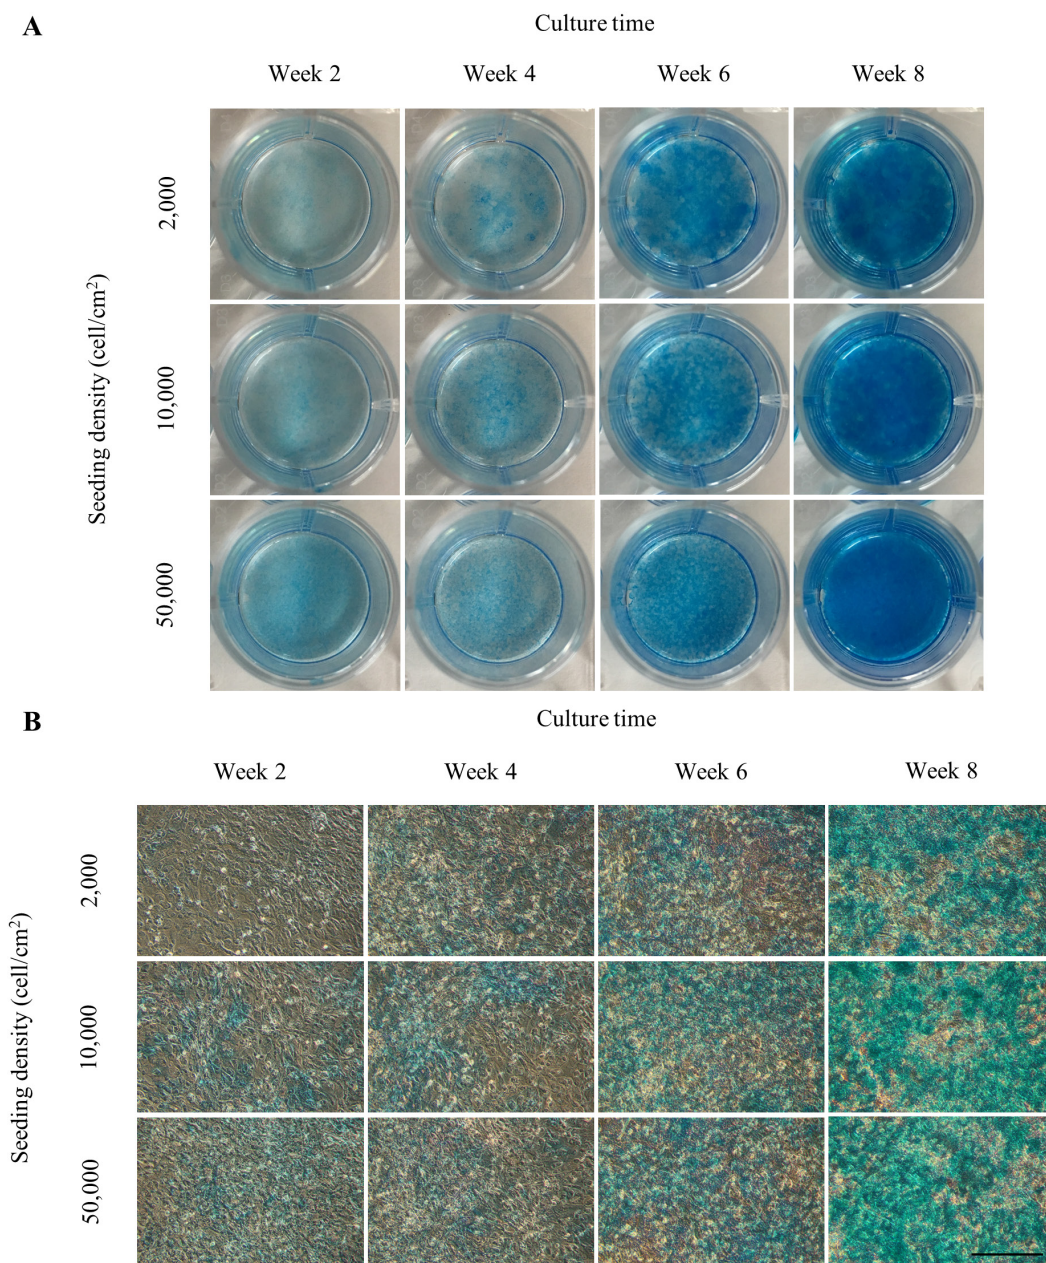 A
Culture time
Week 2
Week 4
Week 6
Week 8
Seeding density (cell/cm²)
2,000
10,000
50,000
B
Culture time
Week 2
Week 4
Week 6
Week 8
Seeding density (cell/cm²)
2,000
10,000
50,000